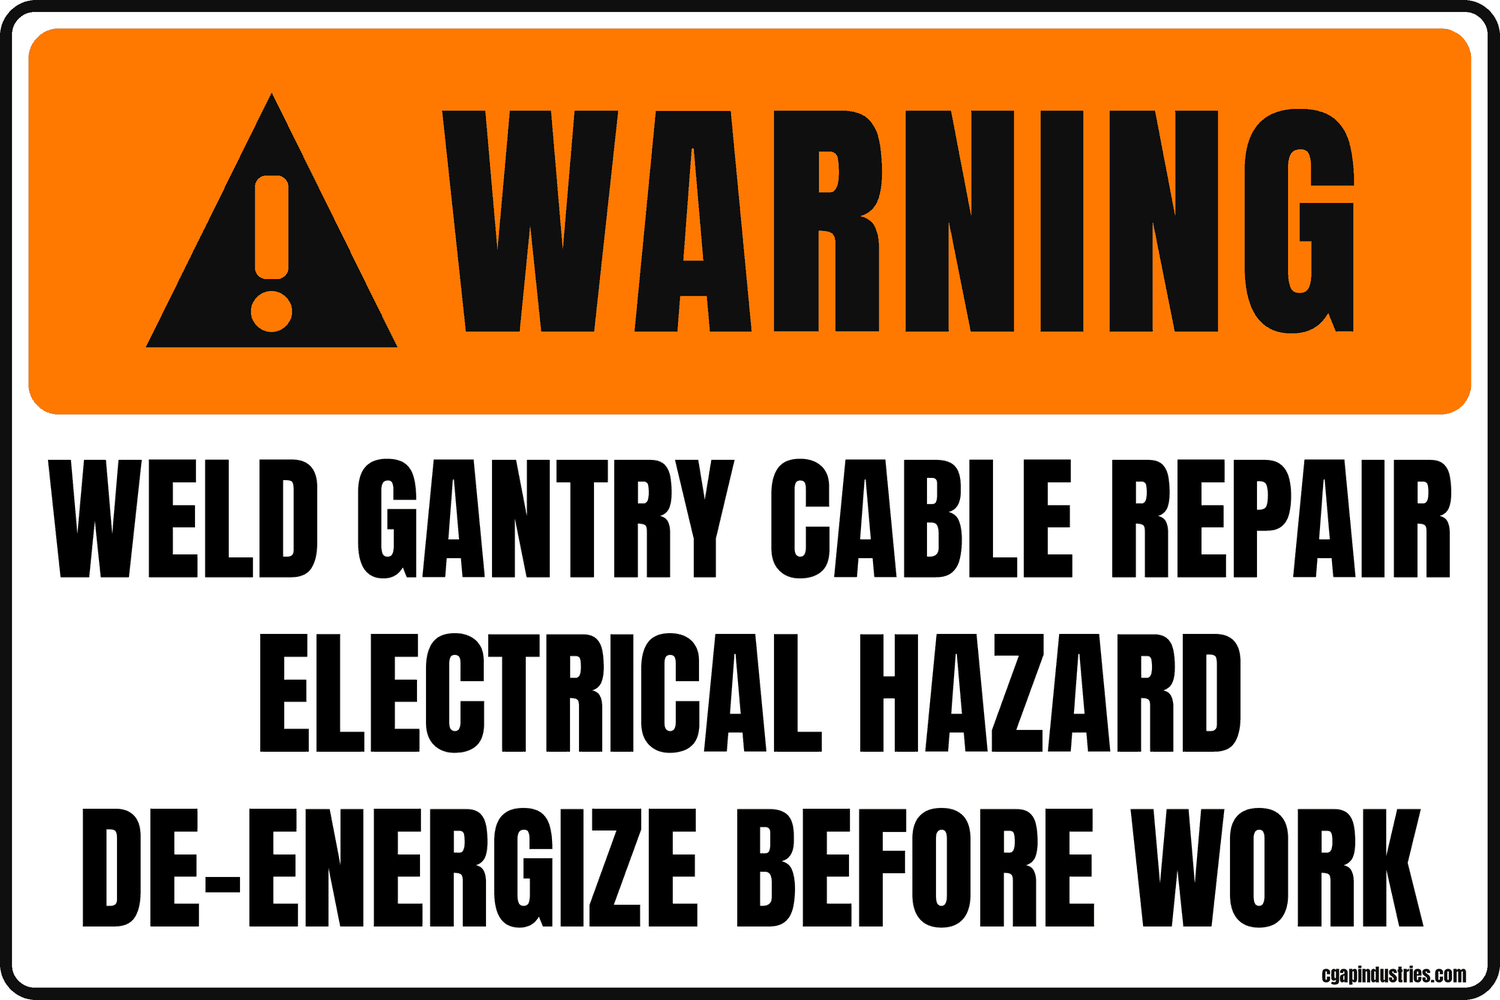 WARNING
WELD GANTRY CABLE REPAIR
ELECTRICAL HAZARD
DE-ENERGIZE BEFORE WORK
cgapindustries.com